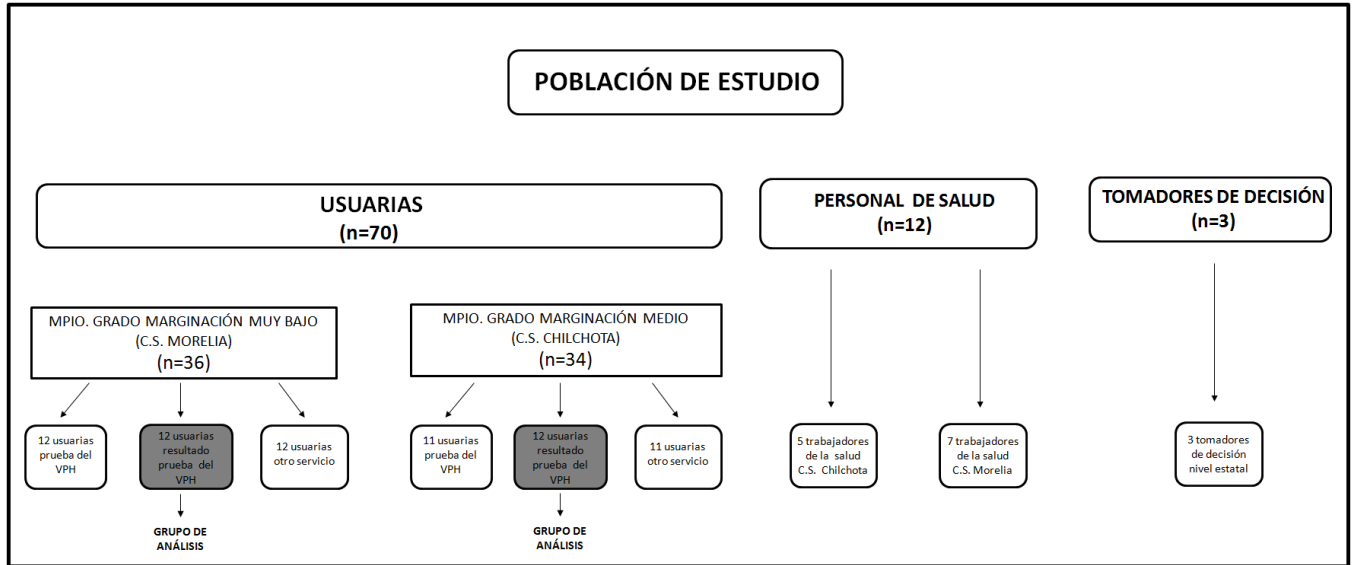 POBLACIÓN DE ESTUDIO
USUARIAS
(n=70)
PERSONAL DE SALUD
(n=12)
TOMADORES DE DECISIÓN
(n=3)
MPIO. GRADO MARGINACIÓN MUY BAJO
(C.S. MORELIA)
(n=36)
MPIO. GRADO MARGINACIÓN MEDIO
(C.S. CHILCHOTA)
(n=34)
12 usuarias
prueba del
VPH
12 usuarias
resultado
prueba del
VPH
12 usuarias
otro servicio
11 usuarias
prueba del
VPH
12 usuarias
resultado
prueba del
VPH
11 usuarias
otro servicio
5 trabajadores
de la salud
C.S. Chilchota
7 trabajadores
de la salud
C.S. Morelia
3 tomadores
de decisión
nivel estatal
GRUPO DE
ANÁLISIS
GRUPO DE
ANÁLISIS